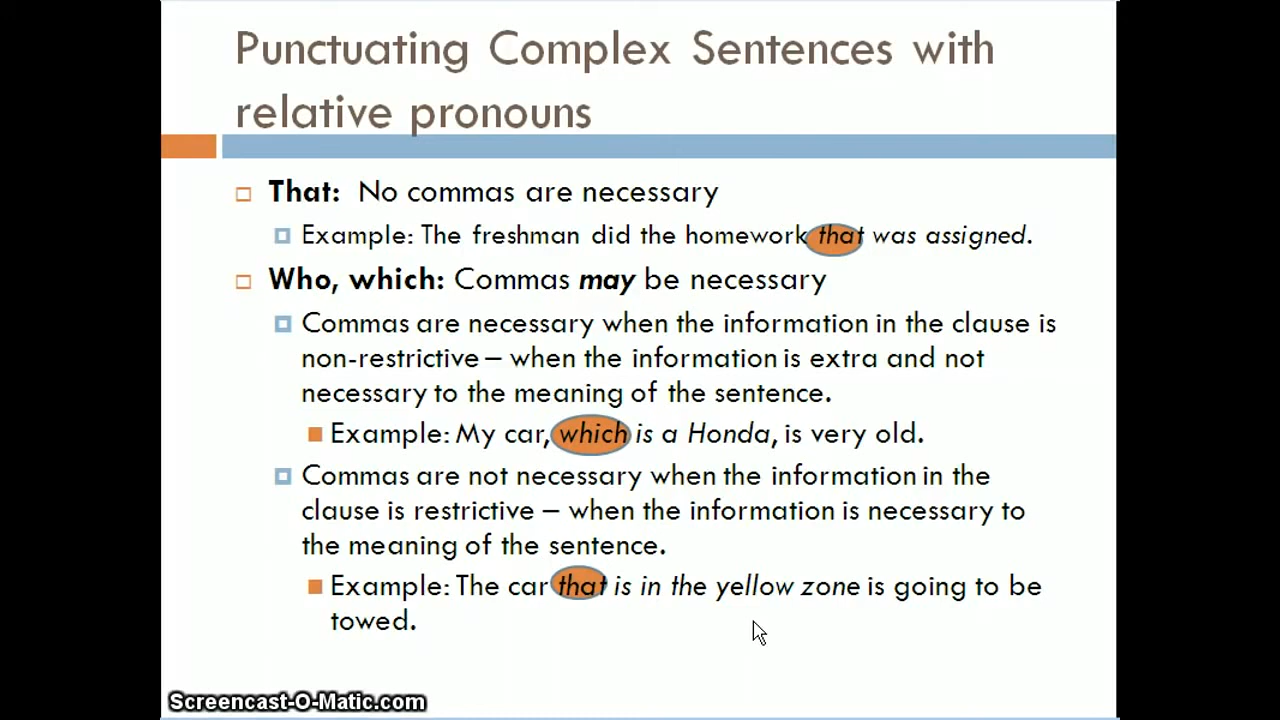 Punctuating Complex Sentences with
relative pronouns
That: No commas are necessary
Example: The freshman did the homework that was assigned.
Who, which: Commas may be necessary
Commas are necessary when the information in the clause is
non-restrictive – when the information is extra and not
necessary to the meaning of the sentence.
Example: My car, which is a Honda, is very old.
Commas are not necessary when the information in the
clause is restrictive – when the information is necessary to
the meaning of the sentence.
Example: The car that is in the yellow zone is going to be
towed.
Screencast-O-Matic.com